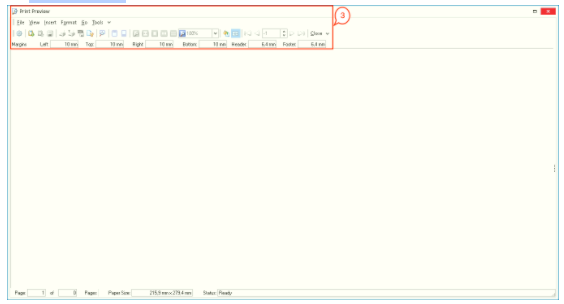 Print Preview
File View Invert Format Go Tools
100% -1 Close
Margins: Left: 10 mm Top: 10 mm Right 10 mm Bottom: 10 mm Header: 6.4 mm Footer: 6.4 mm
3
Page: 1 of 0 Pages Paper Size: 215,9 mm x 279,4 mm Status: Ready